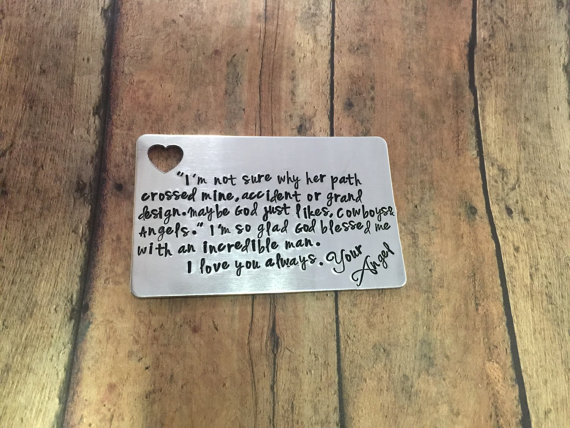 "I'm not sure why her path
crossed mine, accident or grand
design. maybe God just likes, cowboys &
Angels." I'm so glad God blessed me
with an incredible man.
I love you always. Your
Angel